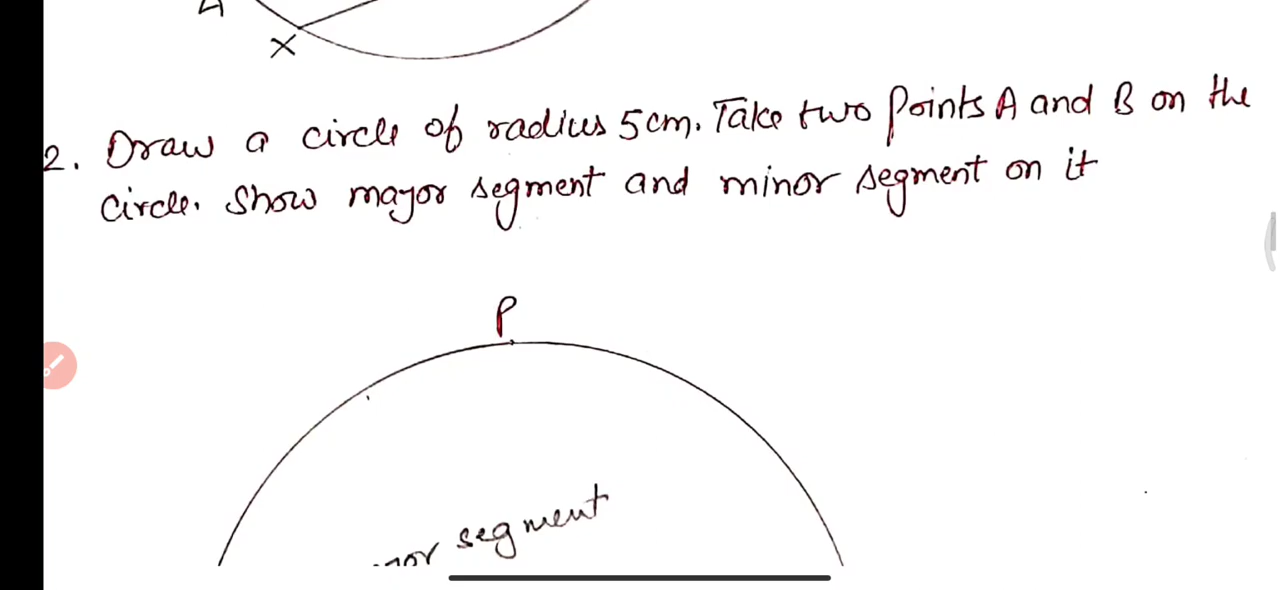 A
X
2. Draw a circle of radius 5cm. Take two Points A and B on the
circle. Show major segment and minor segment on it
P
segment